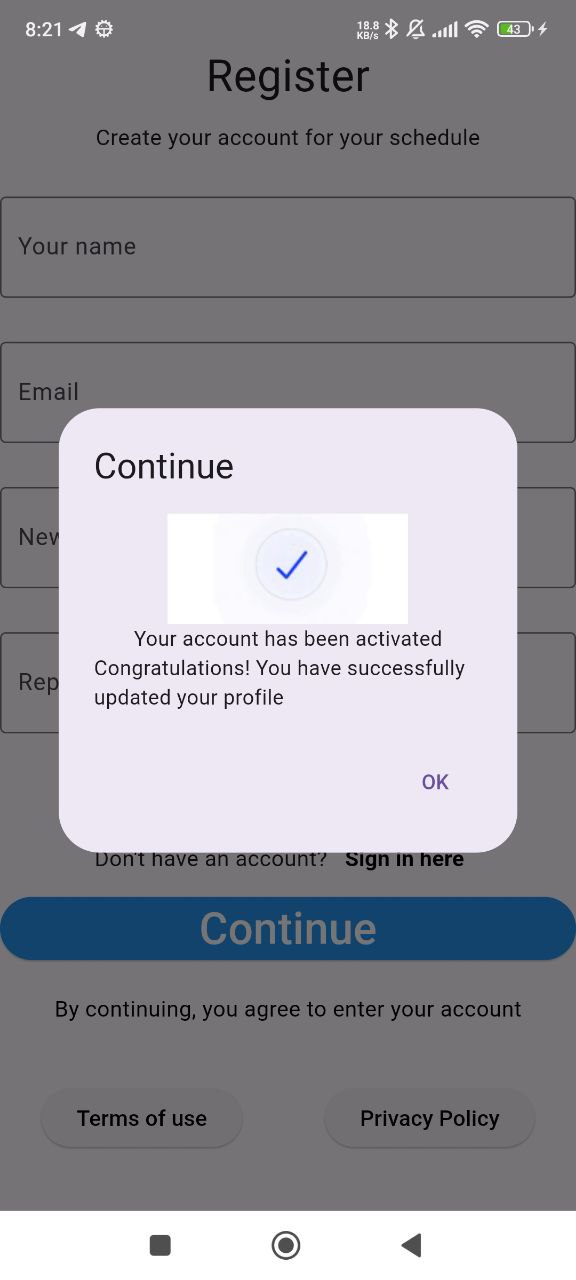 8:21
18.8
KB/s
43
Register
Create your account for your schedule
Your name
Email
New
Rep
Continue
Your account has been activated
Congratulations! You have successfully
updated your profile
OK
Don't have an account? Sign in here
Continue
By continuing, you agree to enter your account
Terms of use
Privacy Policy